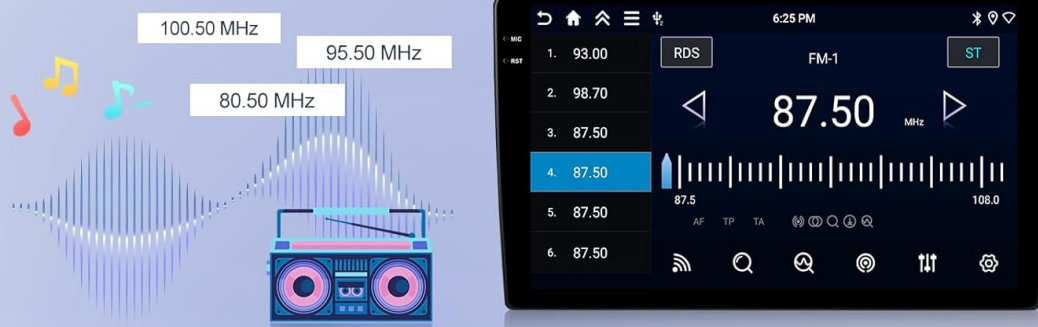 100.50 MHz
95.50 MHz
80.50 MHz
MIC
RST
6:25 PM
1. 93.00
2. 98.70
3. 87.50
4. 87.50
5. 87.50
6. 87.50
RDS
FM-1
ST
87.50 MHz
87.5
108.0
AF TP TA